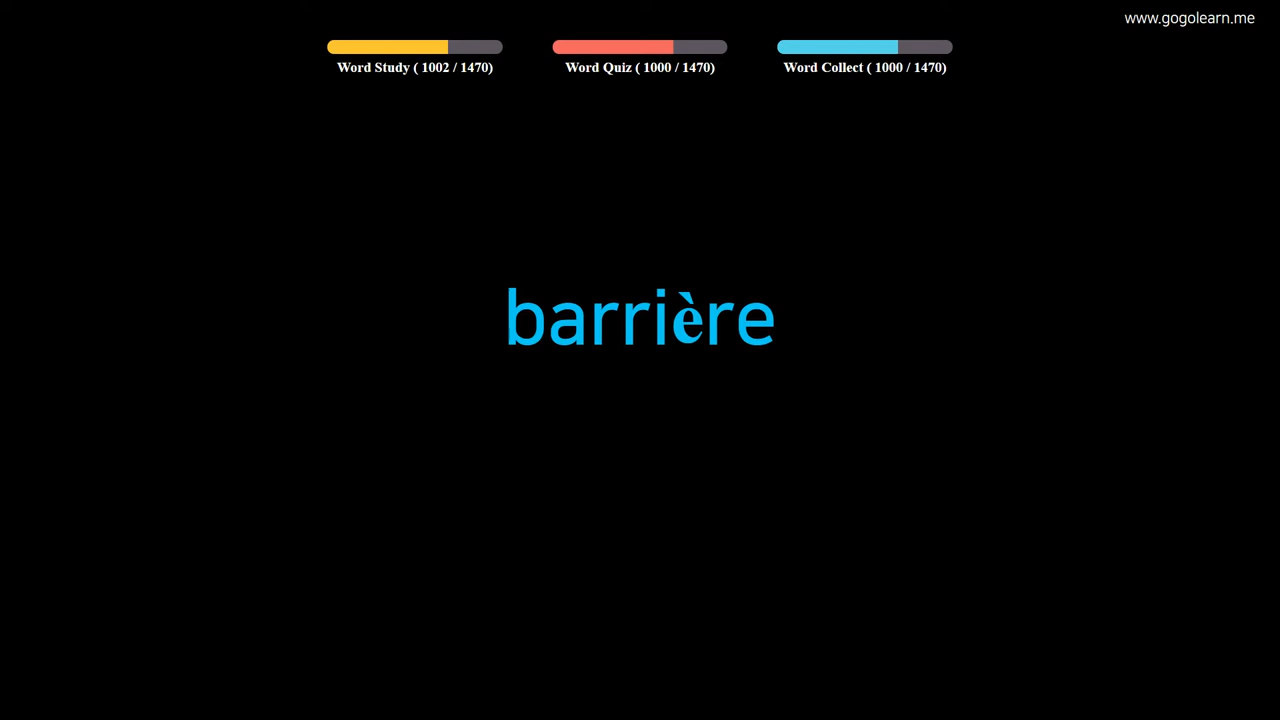 www.gogolearn.me
Word Study ( 1002 / 1470)
Word Quiz ( 1000 / 1470)
Word Collect ( 1000 / 1470)
barrière